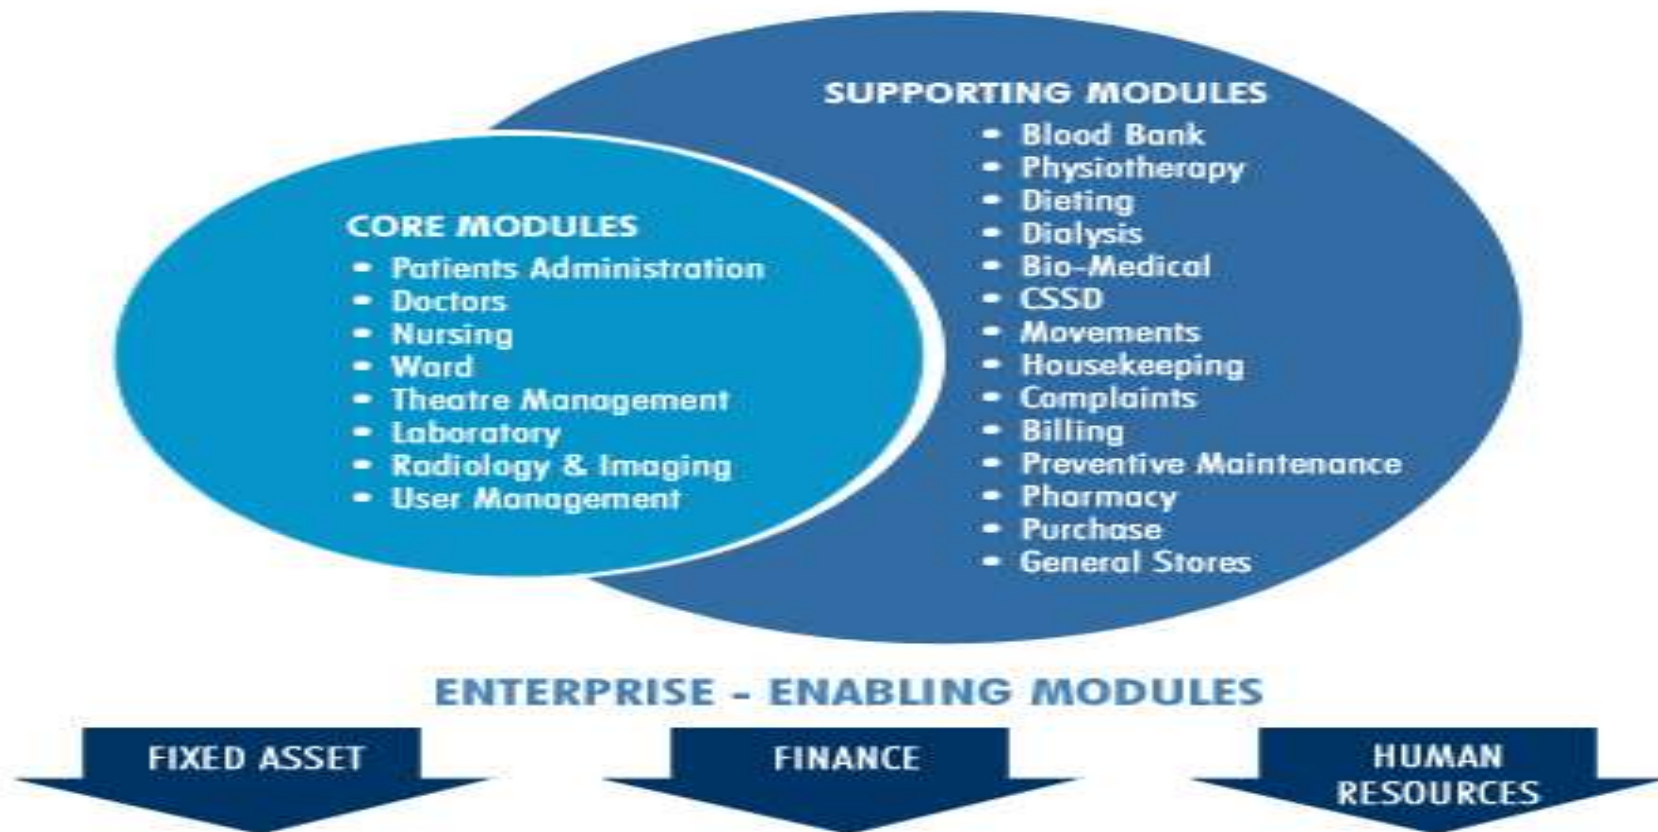 SUPPORTING MODULES
• Blood Bank
• Physiotherapy
• Dieting
• Dialysis
• Bio-Medical
• CSSD
• Movements
• Housekeeping
• Complaints
• Billing
• Preventive Maintenance
• Pharmacy
• Purchase
• General Stores
CORE MODULES
• Patients Administration
• Doctors
• Nursing
• Ward
• Theatre Management
• Laboratory
• Radiology & Imaging
• User Management
ENTERPRISE - ENABLING MODULES
FIXED ASSET
FINANCE
HUMAN
RESOURCES